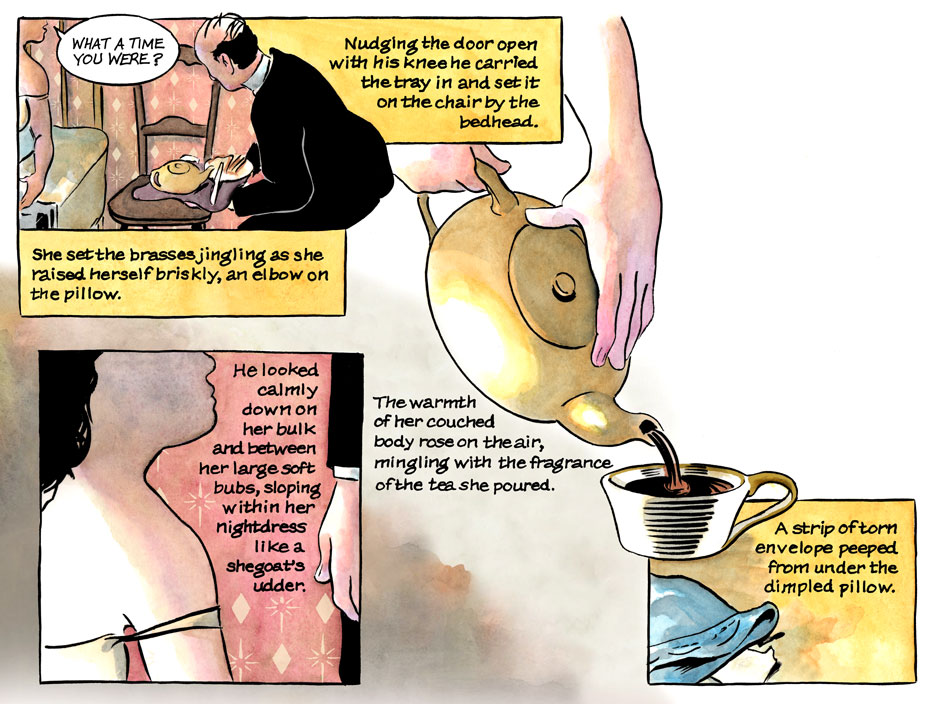 WHAT A TIME
YOU WERE?
Nudging the door open
with his knee he carried
the tray in and set it
on the chair by the
bedhead.
She set the brasses jingling as she
raised herself briskly, an elbow on
the pillow.
He looked
calmly
down on
her bulk
and between
her large soft
bubs, sloping
within her
nightdress
like a
shegoat's
udder.
The warmth
of her couched
body rose on the air,
mingling with the fragrance
of the tea she poured.
A strip of torn
envelope peeped
from under the
dimpled pillow.